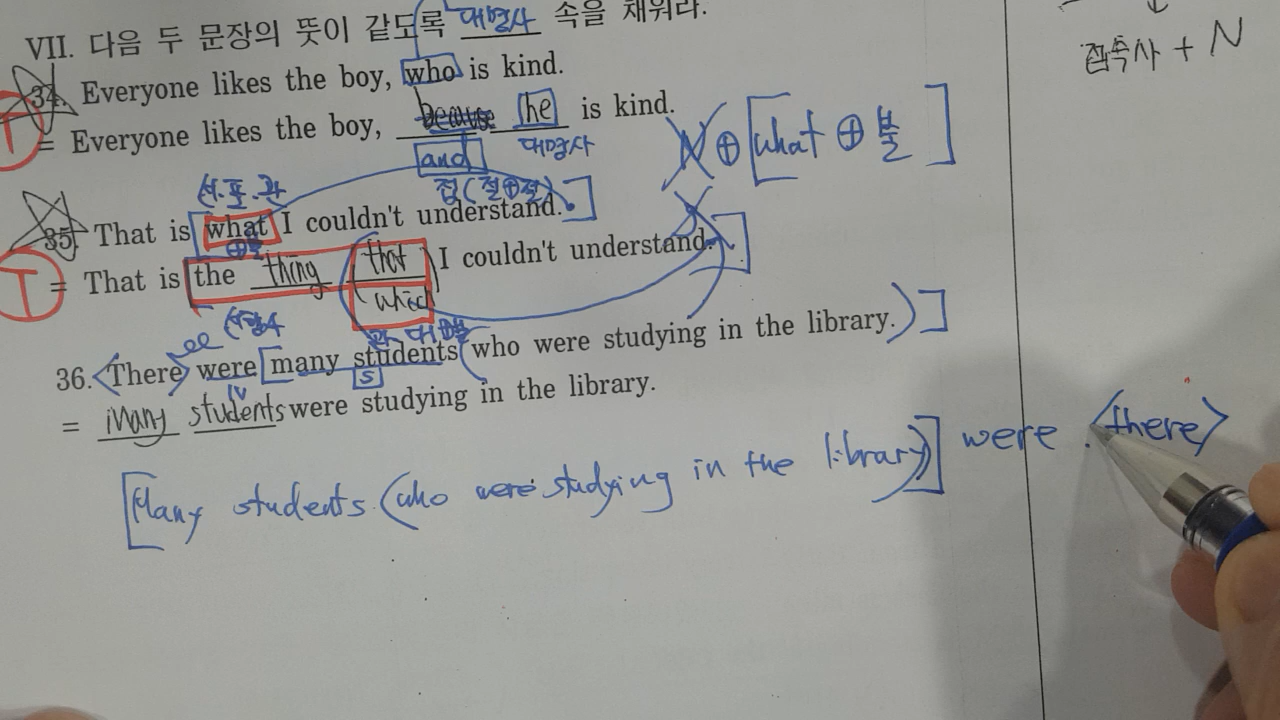 VII. 다음 두 문장의 뜻이 같도록 대명사 속을 채워라.
접속사 + N
34. Everyone likes the boy, who is kind.
= Everyone likes the boy, because he is kind.
and 대명사
접(절⊕절)
N ⊕ [what ⊕ 불]
선.포.관
35. That is [what I couldn't understand.]
⊕불
= That is the thing (that) I couldn't understand.]
which
선행사
관 대
36. <There> were [many students (who were studying in the library.)]
S
= Many students were studying in the library.
[Many students (who were studying in the library)] were <there>